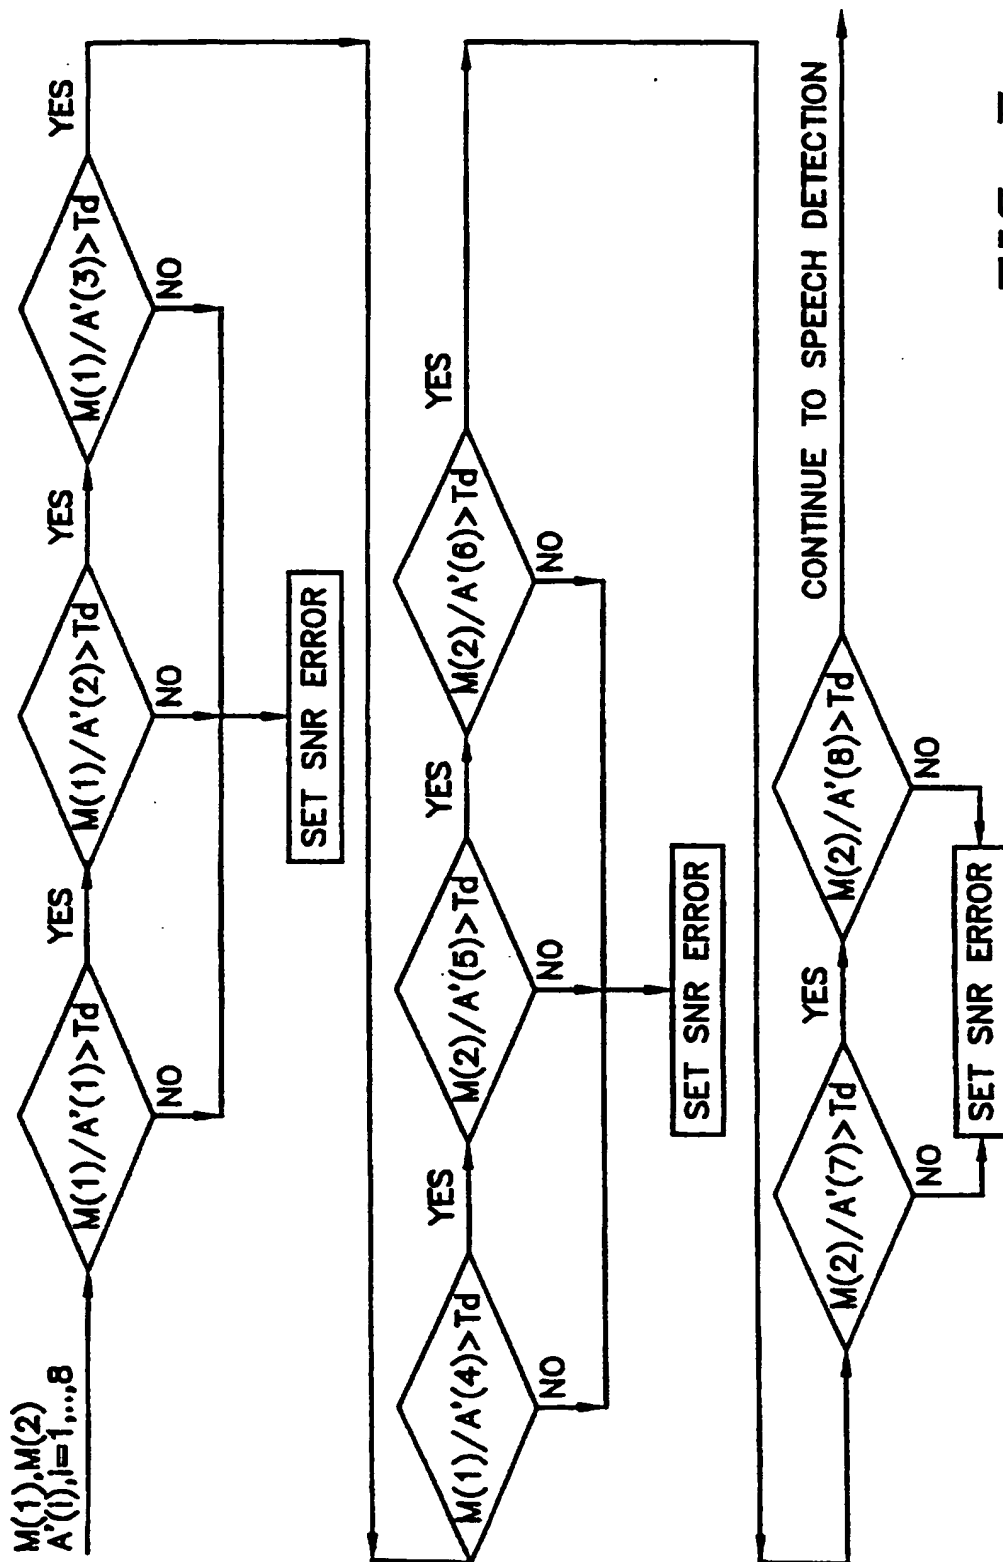 M(1),M(2)
A'(i),i=1,...,8
M(1)/A'(1)>Td
YES
NO
M(1)/A'(2)>Td
YES
NO
M(1)/A'(3)>Td
YES
NO
SET SNR ERROR
M(1)/A'(4)>Td
YES
NO
M(2)/A'(5)>Td
YES
NO
M(2)/A'(6)>Td
YES
NO
SET SNR ERROR
M(2)/A'(7)>Td
YES
NO
M(2)/A'(8)>Td
NO
CONTINUE TO SPEECH DETECTION
SET SNR ERROR